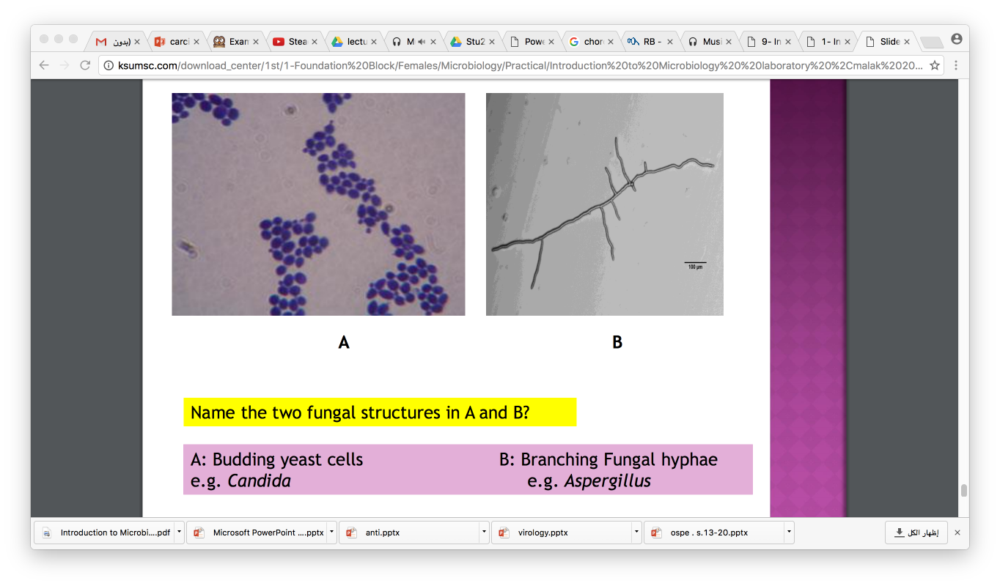 (بدون
carci
Exan
Stea
lectu
M
Stu2
Powe
chor
RB -
Musi
9- In
1- In
Slide
ksumsc.com/download_center/1st/1-Foundation%20Block/Females/Microbiology/Practical/Introduction%20to%20Microbiology%20%20laboratory%20%2Cmalak%2020...
100 µm
A
B
Name the two fungal structures in A and B?
A: Budding yeast cells
B: Branching Fungal hyphae
e.g. Candida
e.g. Aspergillus
Introduction to Microbi....pdf
Microsoft PowerPoint ....pptx
anti.pptx
virology.pptx
ospe . s.13-20.pptx
إظهار الكل